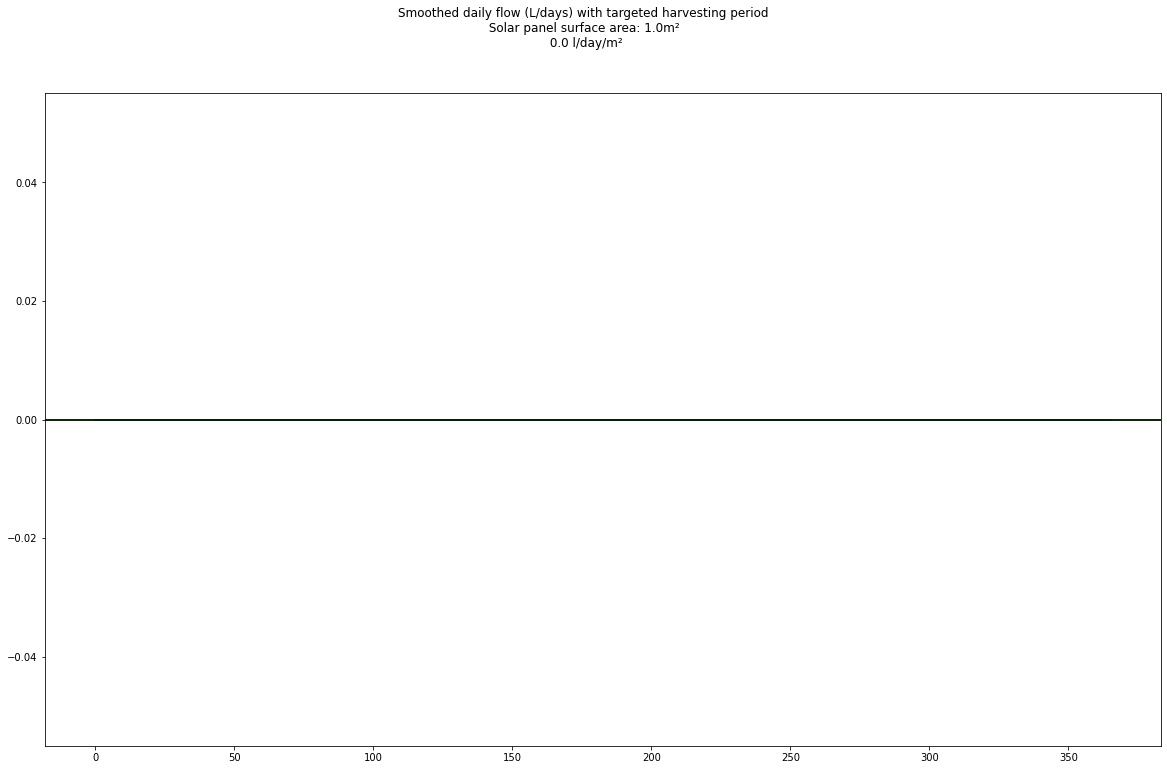 Smoothed daily flow (L/days) with targeted harvesting period
Solar panel surface area: 1.0m²
0.0 l/day/m²
0.04
0.02
0.00
−0.02
−0.04
0 50 100 150 200 250 300 350